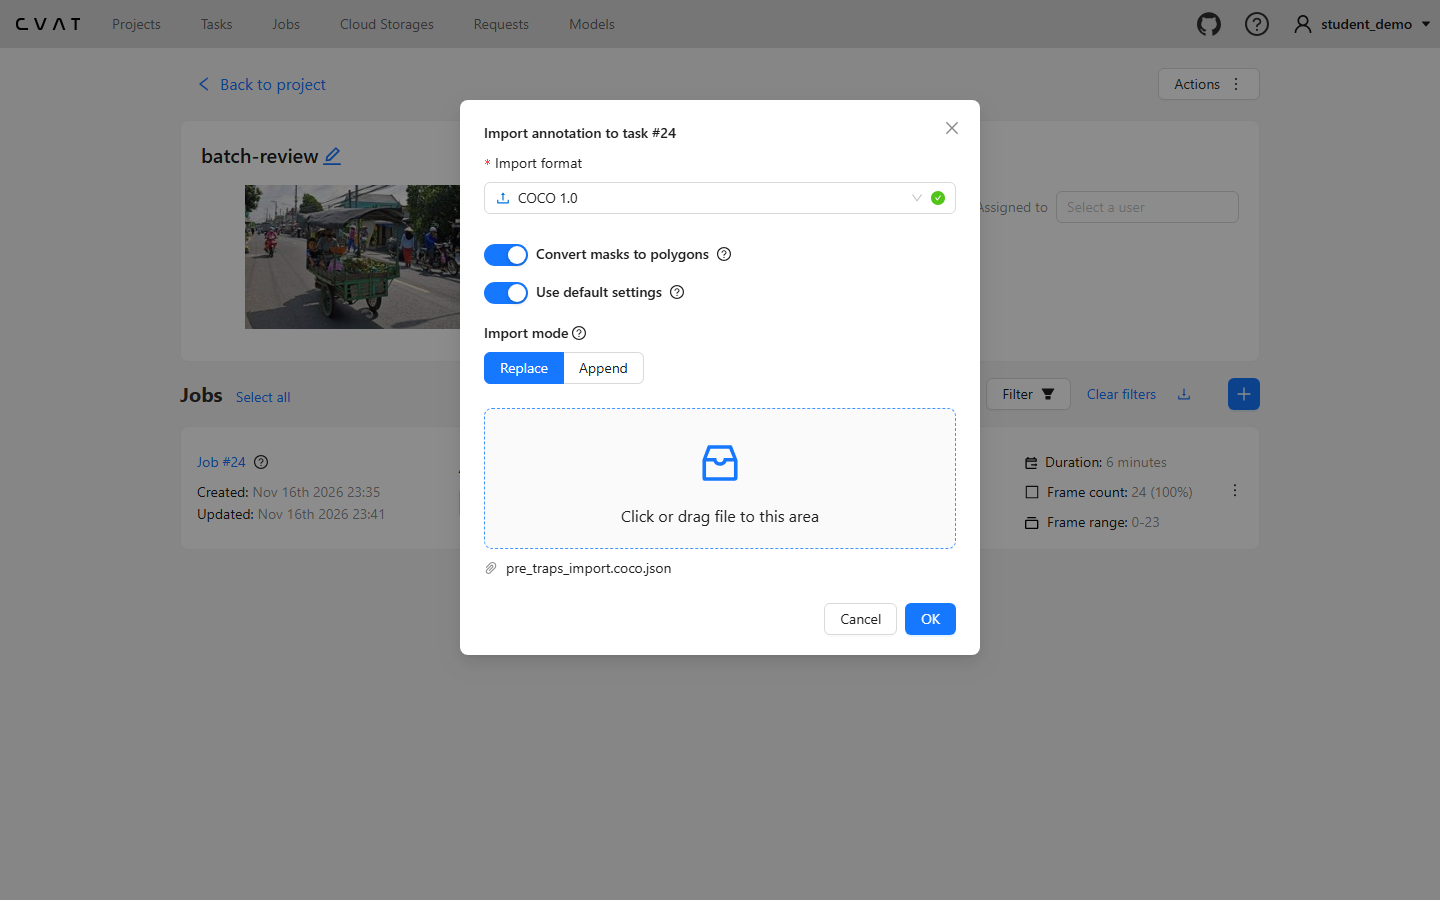 CVAT Projects Tasks Jobs Cloud Storages Requests Models student_demo
Back to project Actions
batch-review
Assigned to Select a user
Import annotation to task #24
* Import format
COCO 1.0
Convert masks to polygons
Use default settings
Import mode
Replace Append
Click or drag file to this area
pre_traps_import.coco.json
Cancel OK
Jobs Select all Filter Clear filters
Job #24
Created: Nov 16th 2026 23:35
Updated: Nov 16th 2026 23:41
Duration: 6 minutes
Frame count: 24 (100%)
Frame range: 0-23